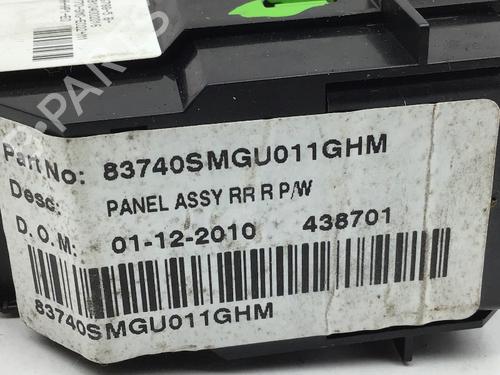 Part No: 83740SMGU011GHM
Desc: PANEL ASSY RR R P/W
D.O.M: 01-12-2010 438701
83740SMGU011GHM